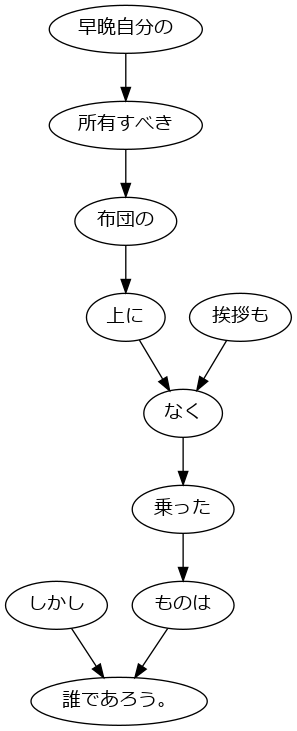 早晩自分の
所有すべき
布団の
上に
挨拶も
なく
乗った
しかし
ものは
誰であろう。